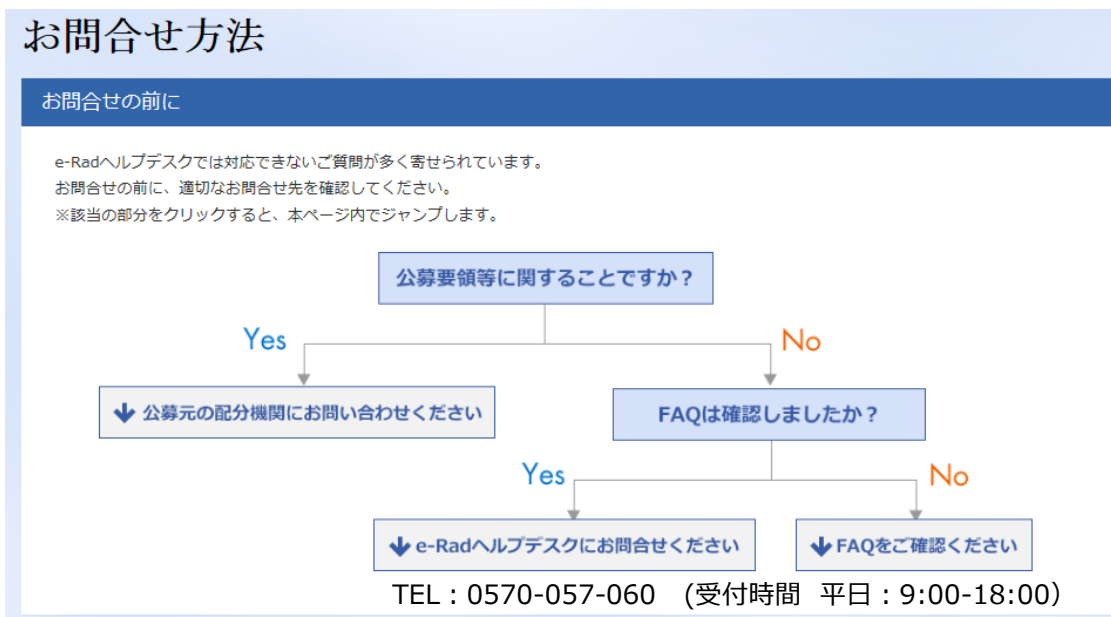 お問合せ方法
お問合せの前に
e-Radヘルプデスクでは対応できないご質問が多く寄せられています。
お問合せの前に、適切なお問合せ先を確認してください。
※該当の部分をクリックすると、本ページ内でジャンプします。
公募要領等に関することですか？
Yes
No
公募元の配分機関にお問い合わせください
FAQは確認しましたか？
Yes
No
e-Radヘルプデスクにお問合せください
FAQをご確認ください
TEL：0570-057-060 (受付時間 平日：9:00-18:00）